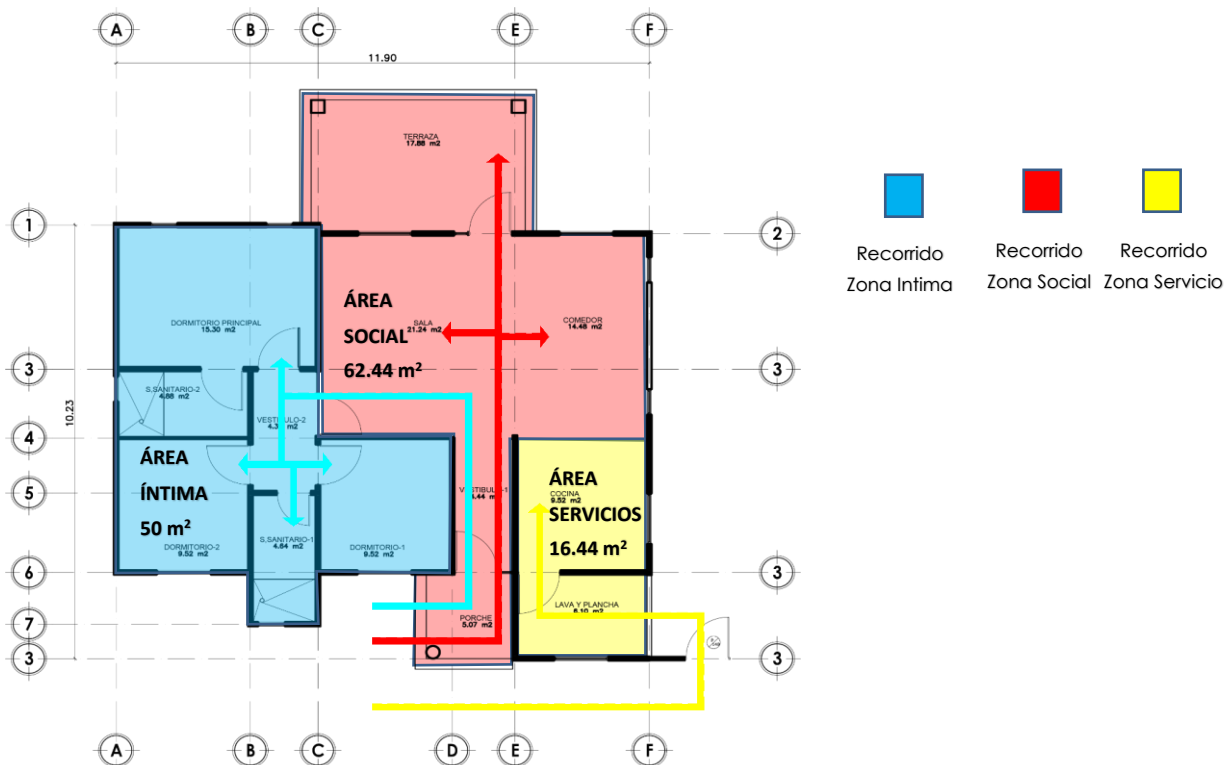 A
B
C
E
F
11.90
TERRAZA
17.88 m2
1
2
Recorrido
Zona Intima
Recorrido
Zona Social
Recorrido
Zona Servicio
DORMITORIO PRINCIPAL
15.30 m2
ÁREA
SOCIAL
62.44 m²
SALA
21.24 m2
COMEDOR
14.48 m2
3
3
S.SANITARIO-2
4.88 m2
10.23
4
ÁREA
ÍNTIMA
50 m²
ÁREA
SERVICIOS
16.44 m²
5
COCINA
9.52 m2
DORMITORIO-2
9.52 m2
S.SANITARIO-1
4.84 m2
DORMITORIO-1
9.52 m2
6
3
LAVA Y PLANCHA
PORCHE
5.07 m2
7
3
3
A
B
C
D
E
F